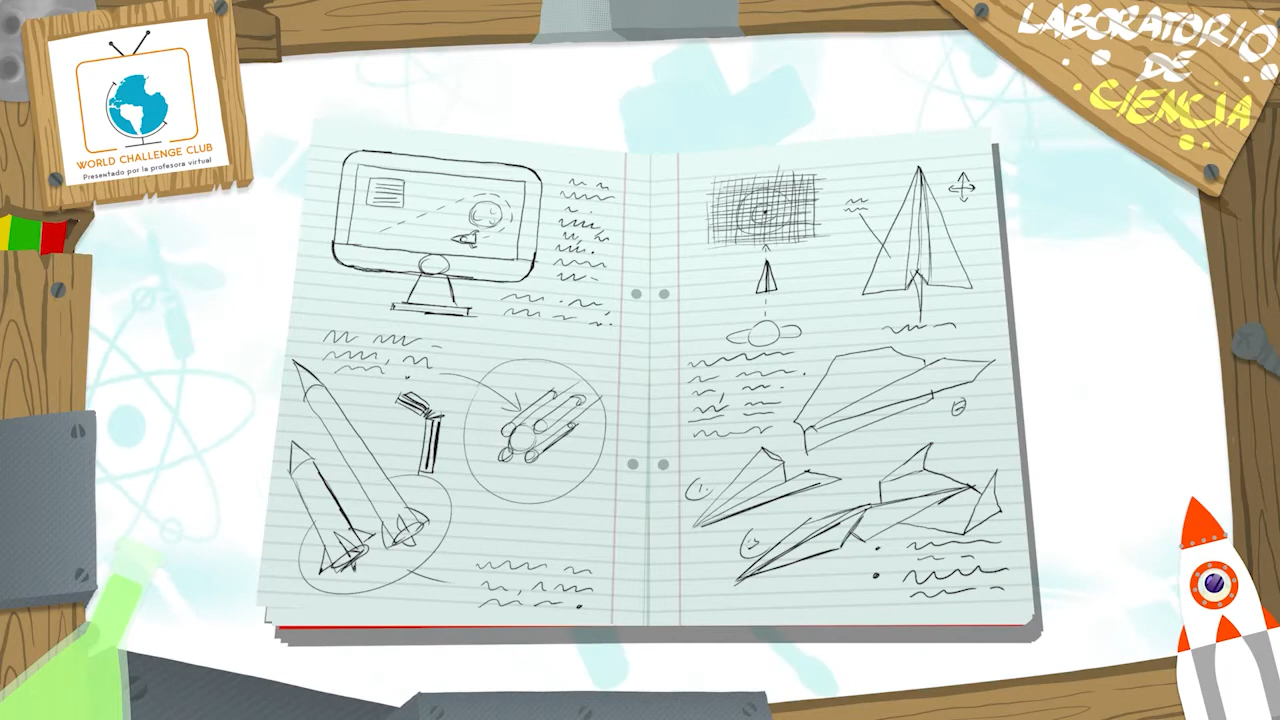 WORLD CHALLENGE CLUB
Presentado por la profesora virtual
LABORATORIO
DE
CIENCIA